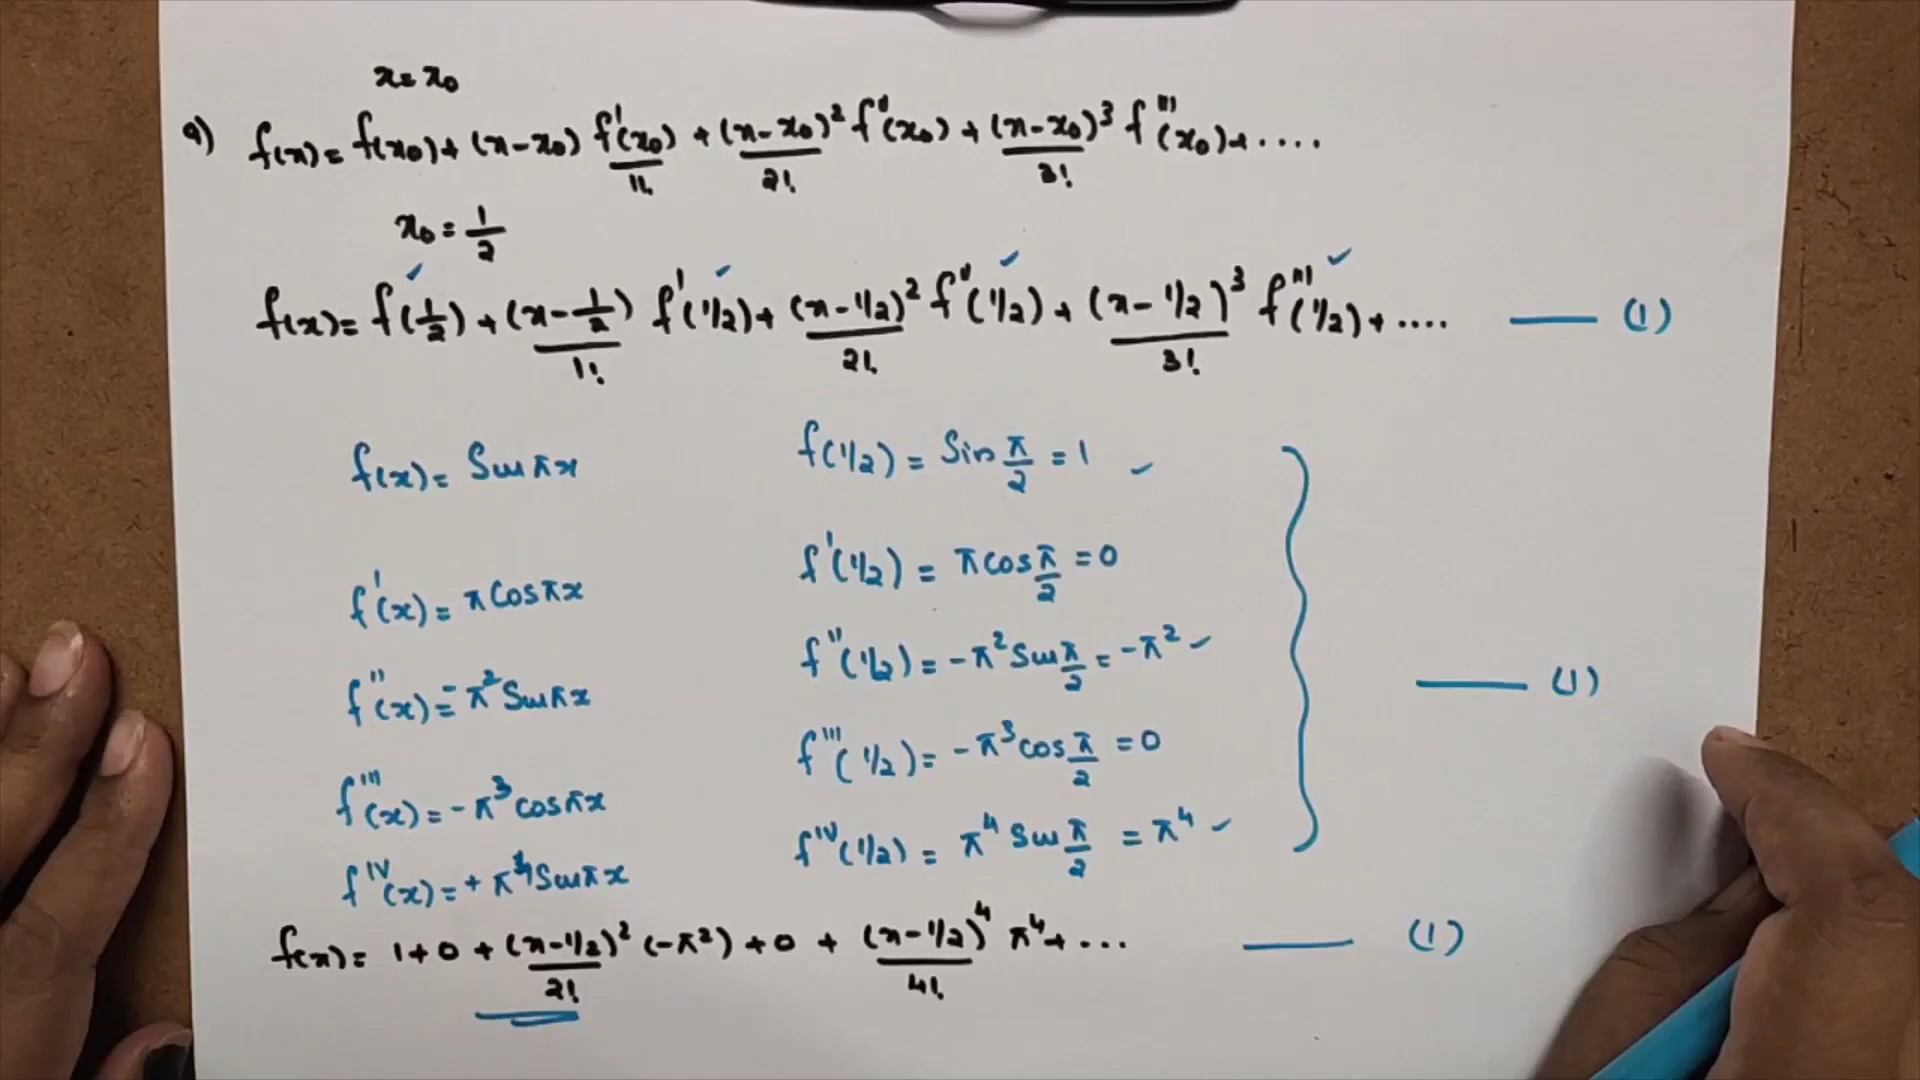 x = x₀
9) f(x) = f(x₀) + (x-x₀) f'(x₀)/1! + (x-x₀)²/2! f''(x₀) + (x-x₀)³/3! f'''(x₀) + ....
x₀ = 1/2
f(x) = f(1/2) + (x-1/2)/1! f'(1/2) + (x-1/2)²/2! f''(1/2) + (x-1/2)³/3! f'''(1/2) + .... — (1)
f(x) = Sin πx f(1/2) = Sin π/2 = 1
f'(x) = π Cos πx f'(1/2) = π cos π/2 = 0
f''(x) = -π² Sin πx f''(1/2) = -π² Sin π/2 = -π² — (1)
f'''(x) = -π³ cos πx f'''(1/2) = -π³ cos π/2 = 0
f^IV(x) = + π⁴ Sin πx f^IV(1/2) = π⁴ Sin π/2 = π⁴
f(x) = 1 + 0 + (x-1/2)²/2! (-π²) + 0 + (x-1/2)⁴/4! π⁴ + ... — (1)